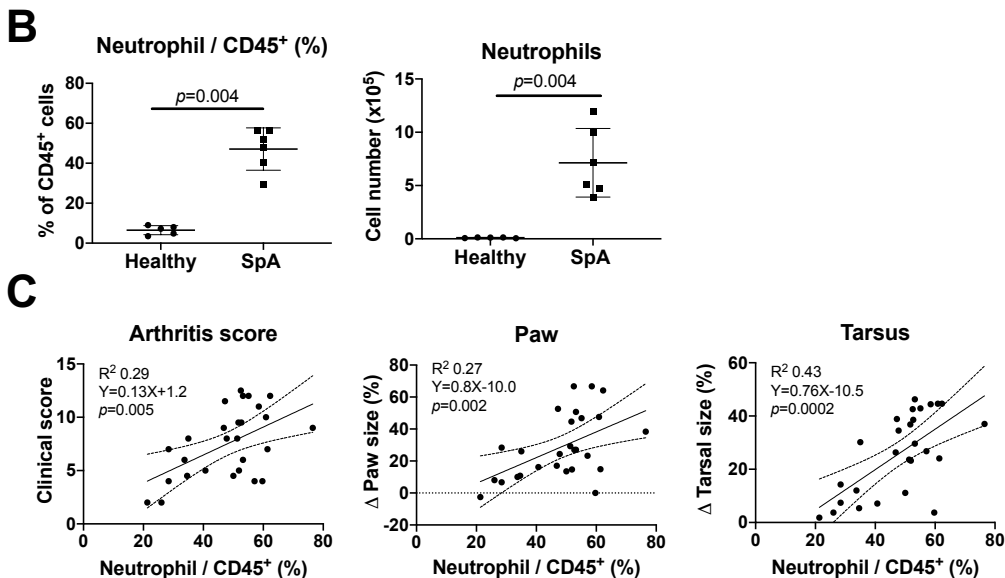 B
Neutrophil / CD45⁺ (%)
% of CD45⁺ cells
80
60
40
20
0
p=0.004
Healthy
SpA
Neutrophils
Cell number (x10⁵)
15
10
5
0
p=0.004
Healthy
SpA
C
Arthritis score
Clinical score
15
10
5
0
R² 0.29
Y=0.13X+1.2
p=0.005
0 20 40 60 80
Neutrophil / CD45⁺ (%)
Paw
Δ Paw size (%)
80
60
40
20
0
-20
R² 0.27
Y=0.8X-10.0
p=0.002
0 20 40 60 80
Neutrophil / CD45⁺ (%)
Tarsus
Δ Tarsal size (%)
60
40
20
0
R² 0.43
Y=0.76X-10.5
p=0.0002
0 20 40 60 80
Neutrophil / CD45⁺ (%)